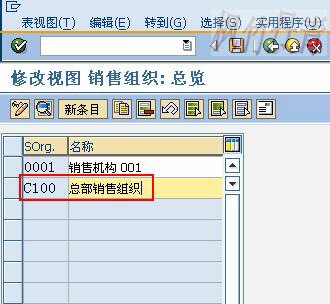 表视图(T) 编辑(E) 转到(G) 选择(S) 实用程序(U)
修改视图 销售组织: 总览
新条目
SOrg. 名称
0001 销售机构 001
C100 总部销售组织